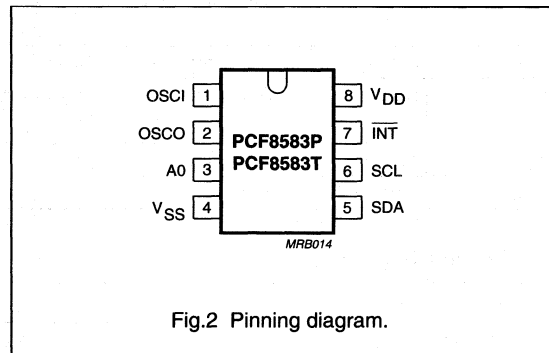 OSCI 1 8 VDD
OSCO 2 PCF8583P 7 INT
A0 3 PCF8583T 6 SCL
VSS 4 5 SDA
MRB014
Fig.2 Pinning diagram.